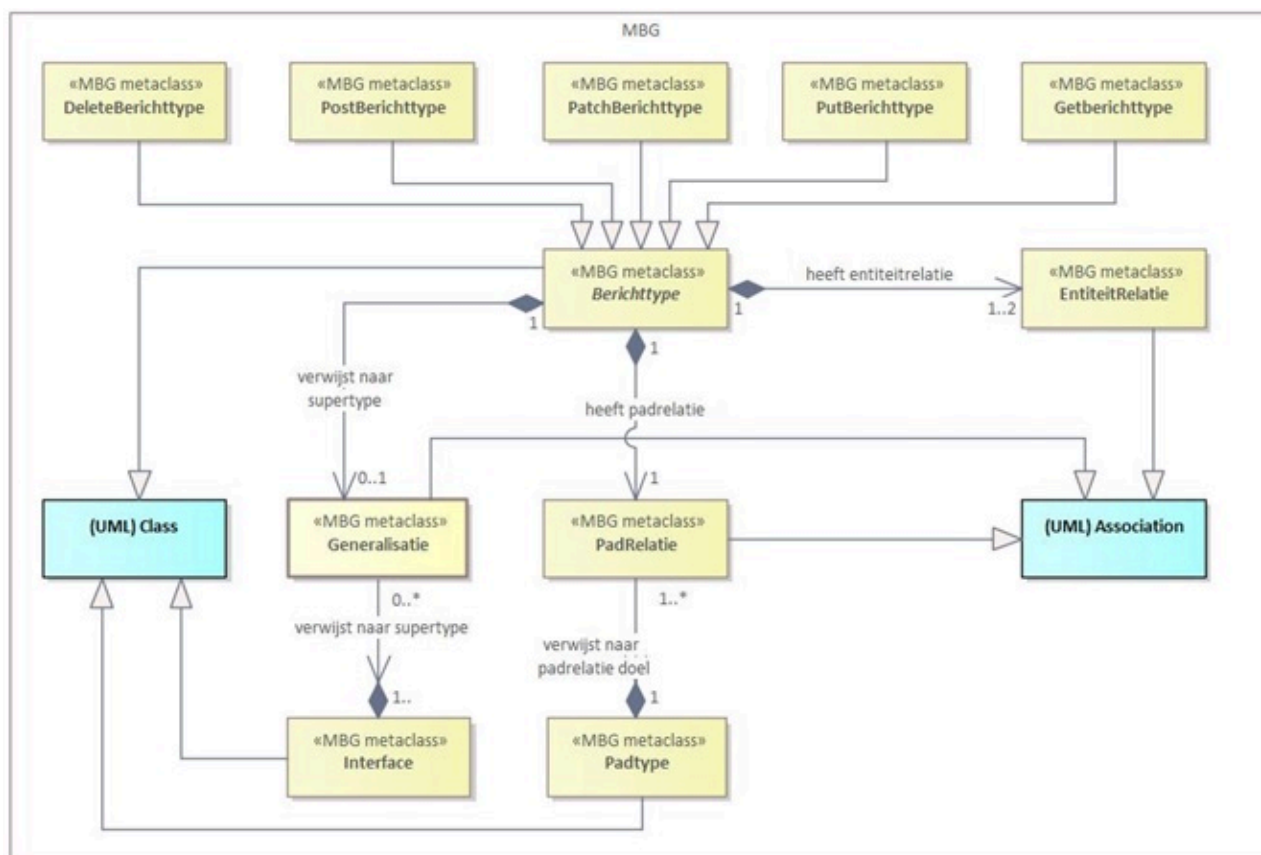 MBG
«MBG metaclass»
DeleteBerichttype
«MBG metaclass»
PostBerichttype
«MBG metaclass»
PatchBerichttype
«MBG metaclass»
PutBerichttype
«MBG metaclass»
Getberichttype
«MBG metaclass»
Berichttype
heeft entiteitrelatie
1
1..2
«MBG metaclass»
EntiteitRelatie
1
1
verwijst naar
supertype
heeft padrelatie
0..1
1
(UML) Class
«MBG metaclass»
Generalisatie
«MBG metaclass»
PadRelatie
(UML) Association
0..*
1..*
verwijst naar supertype
verwijst naar
padrelatie doel
1..
1
«MBG metaclass»
Interface
«MBG metaclass»
Padtype